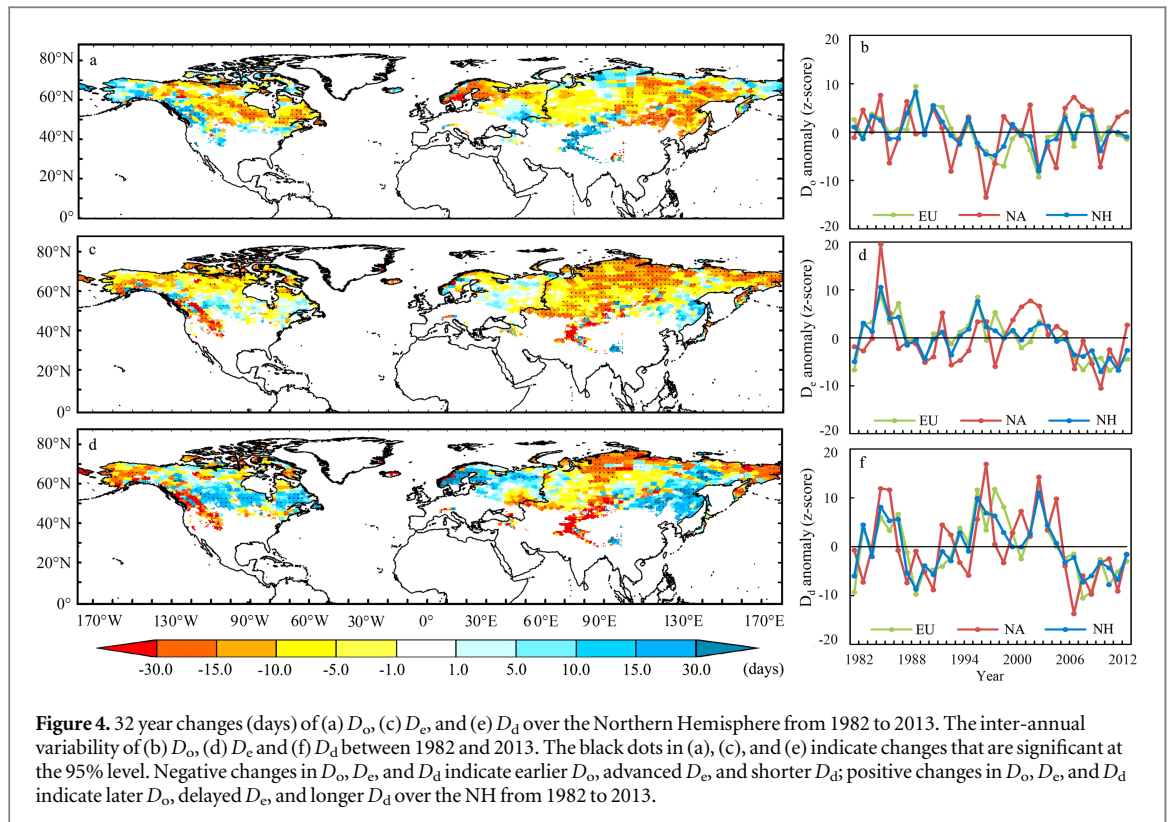 a
80°N
60°N
40°N
20°N
0°
b
20
10
0
-10
-20
Dₒ anomaly (z-score)
EU NA NH
c
80°N
60°N
40°N
20°N
0°
d
20
10
0
-10
-20
Dₑ anomaly (z-score)
EU NA NH
d
80°N
60°N
40°N
20°N
0°
170°W 130°W 90°W 60°W 30°W 0° 30°E 60°E 90°E 130°E 170°E
-30.0 -15.0 -10.0 -5.0 -1.0 1.0 5.0 10.0 15.0 30.0 (days)
f
20
10
0
-10
-20
D_d anomaly (z-score)
EU NA NH
1982 1988 1994 2000 2006 2012
Year
Figure 4. 32 year changes (days) of (a) Dₒ, (c) Dₑ, and (e) D_d over the Northern Hemisphere from 1982 to 2013. The inter-annual
variability of (b) Dₒ, (d) Dₑ and (f) D_d between 1982 and 2013. The black dots in (a), (c), and (e) indicate changes that are significant at
the 95% level. Negative changes in Dₒ, Dₑ, and D_d indicate earlier Dₒ, advanced Dₑ, and shorter D_d; positive changes in Dₒ, Dₑ, and D_d
indicate later Dₒ, delayed Dₑ, and longer D_d over the NH from 1982 to 2013.